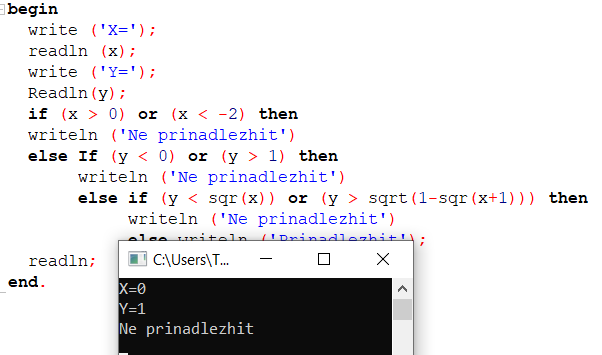 begin
write ('X=');
readln (x);
write ('Y=');
Readln(y);
if (x > 0) or (x < -2) then
writeln ('Ne prinadlezhit')
else If (y < 0) or (y > 1) then
writeln ('Ne prinadlezhit')
else if (y < sqr(x)) or (y > sqrt(1-sqr(x+1))) then
writeln ('Ne prinadlezhit')
else writeln ('Prinadlezhit');
readln;
end.
C:\Users\T...
X=0
Y=1
Ne prinadlezhit